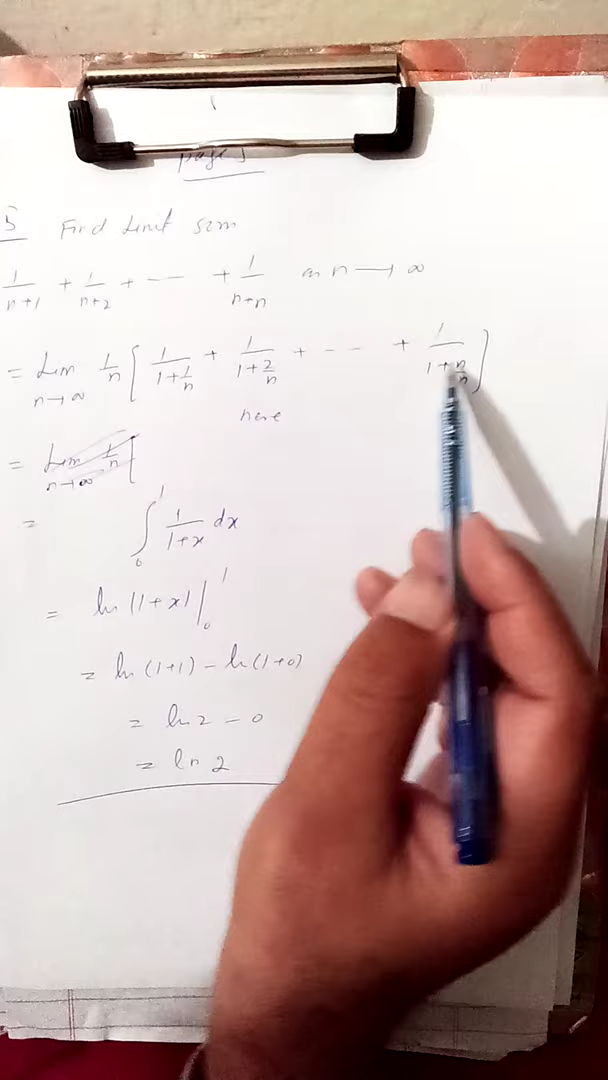 page 1
5 Find Limit sum
1/(n+1) + 1/(n+2) + --- + 1/(n+n) as n → ∞
= Lim n→∞ 1/n [ 1/(1+1/n) + 1/(1+2/n) + --- + 1/(1+n/n) ]
here
= Lim n→∞ 1/n [
= ∫₀¹ 1/(1+x) dx
= ln |1+x| |₀¹
= ln (1+1) - ln (1+0)
= ln 2 - 0
= ln 2